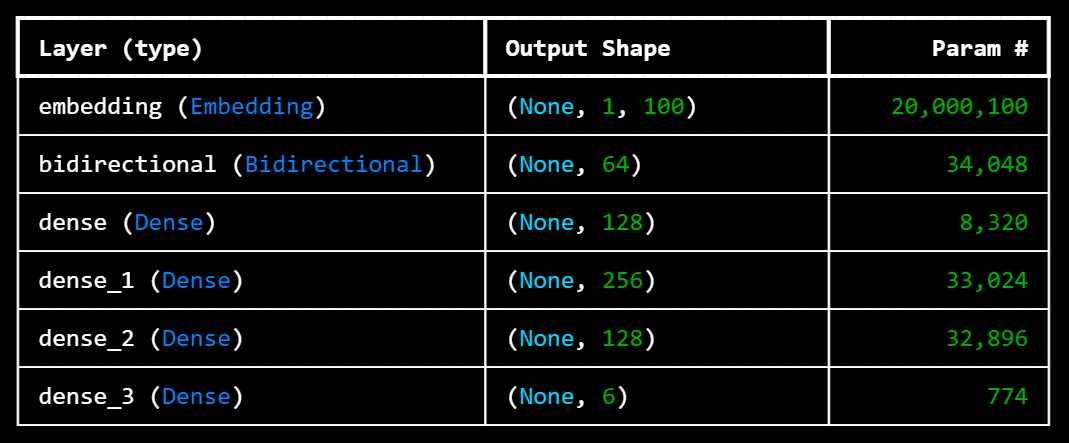 Layer (type) Output Shape Param #
embedding (Embedding) (None, 1, 100) 20,000,100
bidirectional (Bidirectional) (None, 64) 34,048
dense (Dense) (None, 128) 8,320
dense_1 (Dense) (None, 256) 33,024
dense_2 (Dense) (None, 128) 32,896
dense_3 (Dense) (None, 6) 774